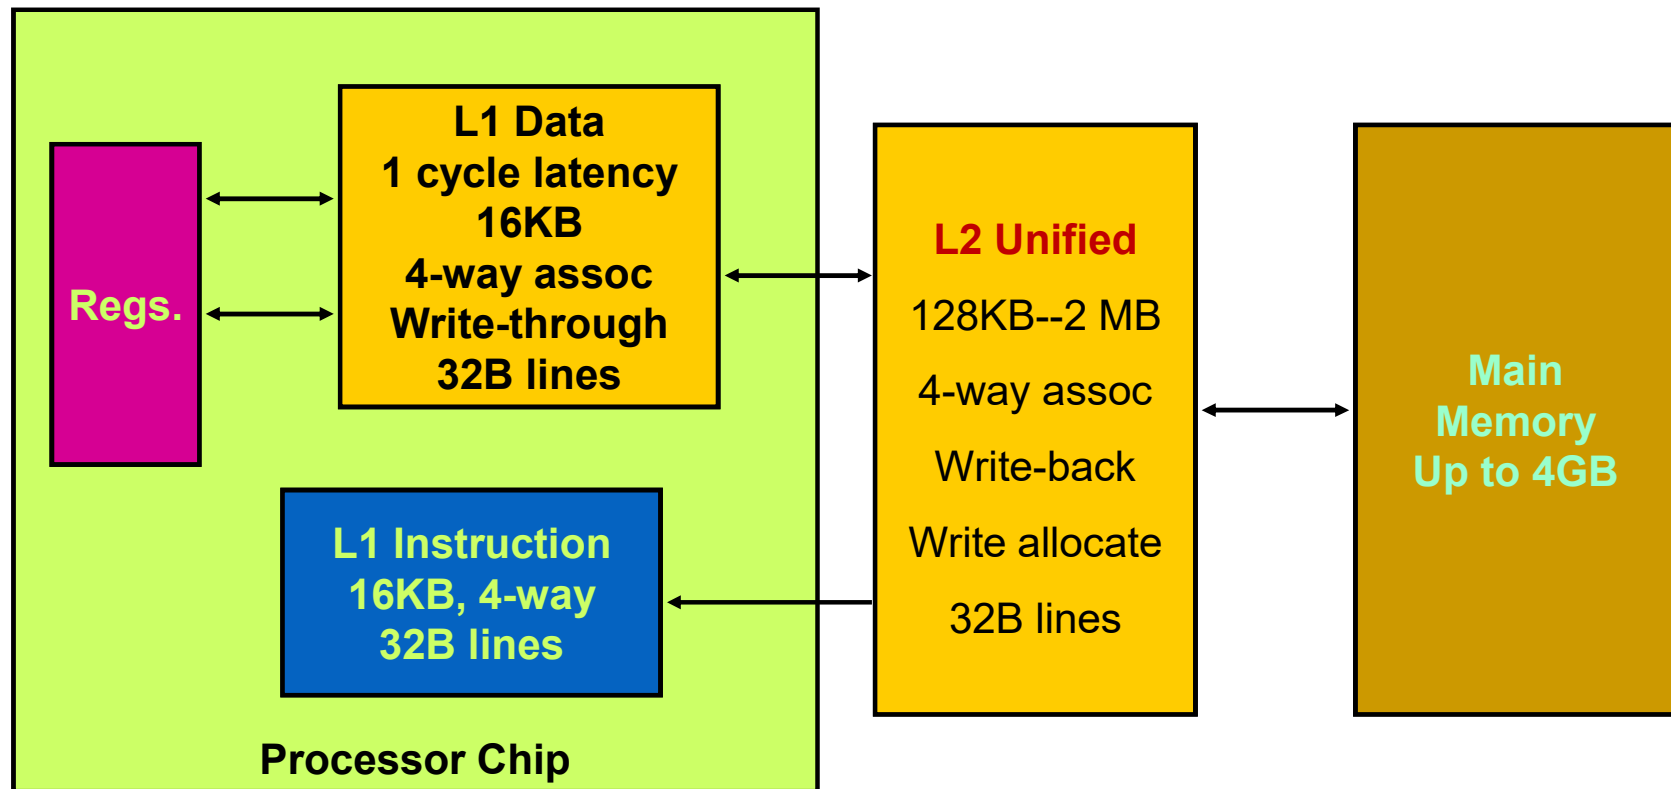 L1 Data
1 cycle latency
16KB
4-way assoc
Write-through
32B lines
Regs.
L1 Instruction
16KB, 4-way
32B lines
Processor Chip
L2 Unified
128KB--2 MB
4-way assoc
Write-back
Write allocate
32B lines
Main
Memory
Up to 4GB